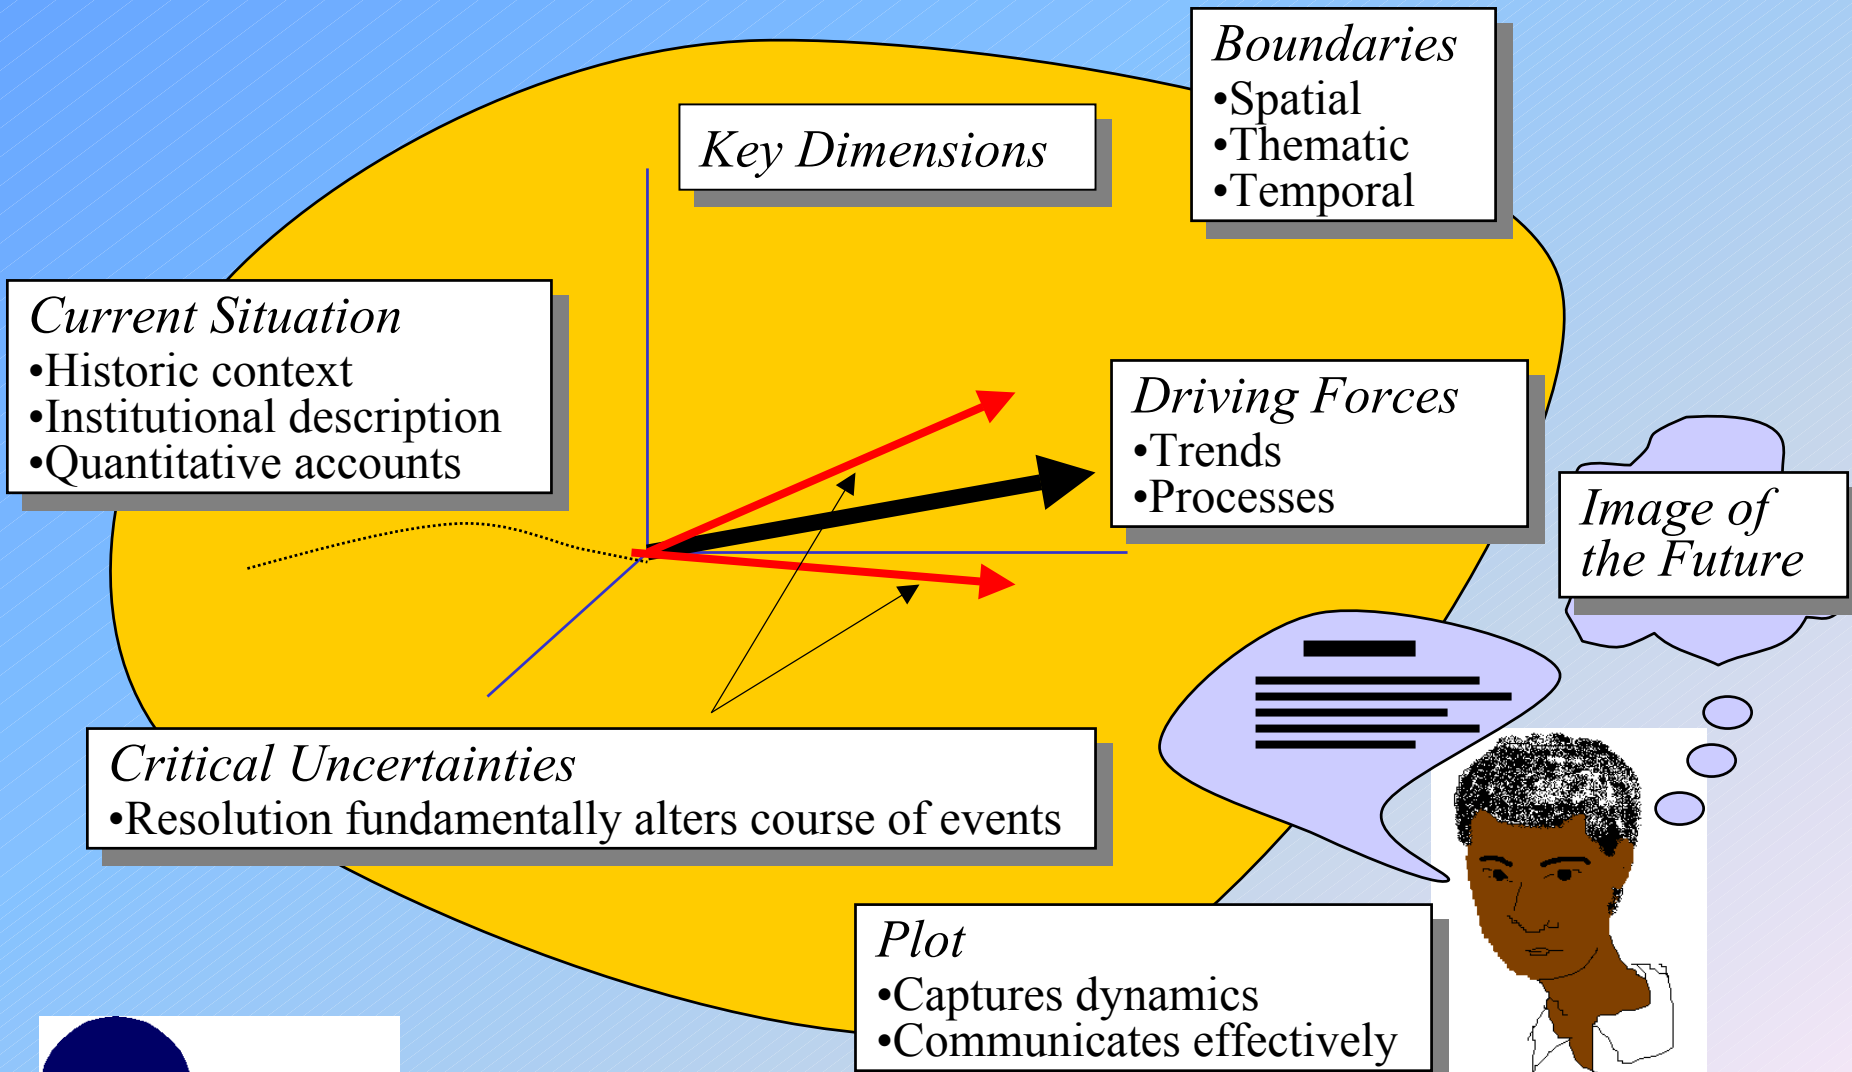 Boundaries
•Spatial
•Thematic
•Temporal
Key Dimensions
Current Situation
•Historic context
•Institutional description
•Quantitative accounts
Driving Forces
•Trends
•Processes
Image of
the Future
Critical Uncertainties
•Resolution fundamentally alters course of events
Plot
•Captures dynamics
•Communicates effectively